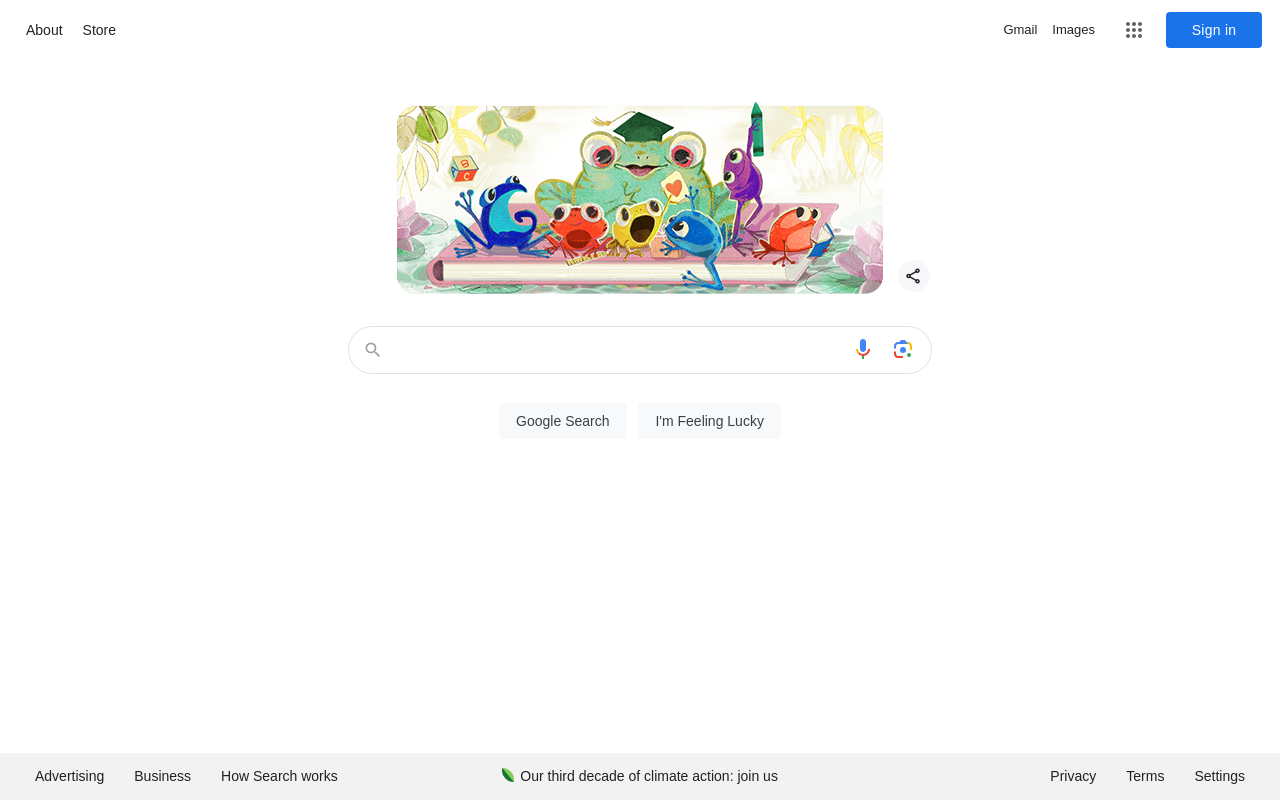 About Store Gmail Images Sign in
A B C
Google Search I'm Feeling Lucky
Advertising Business How Search works Our third decade of climate action: join us Privacy Terms Settings